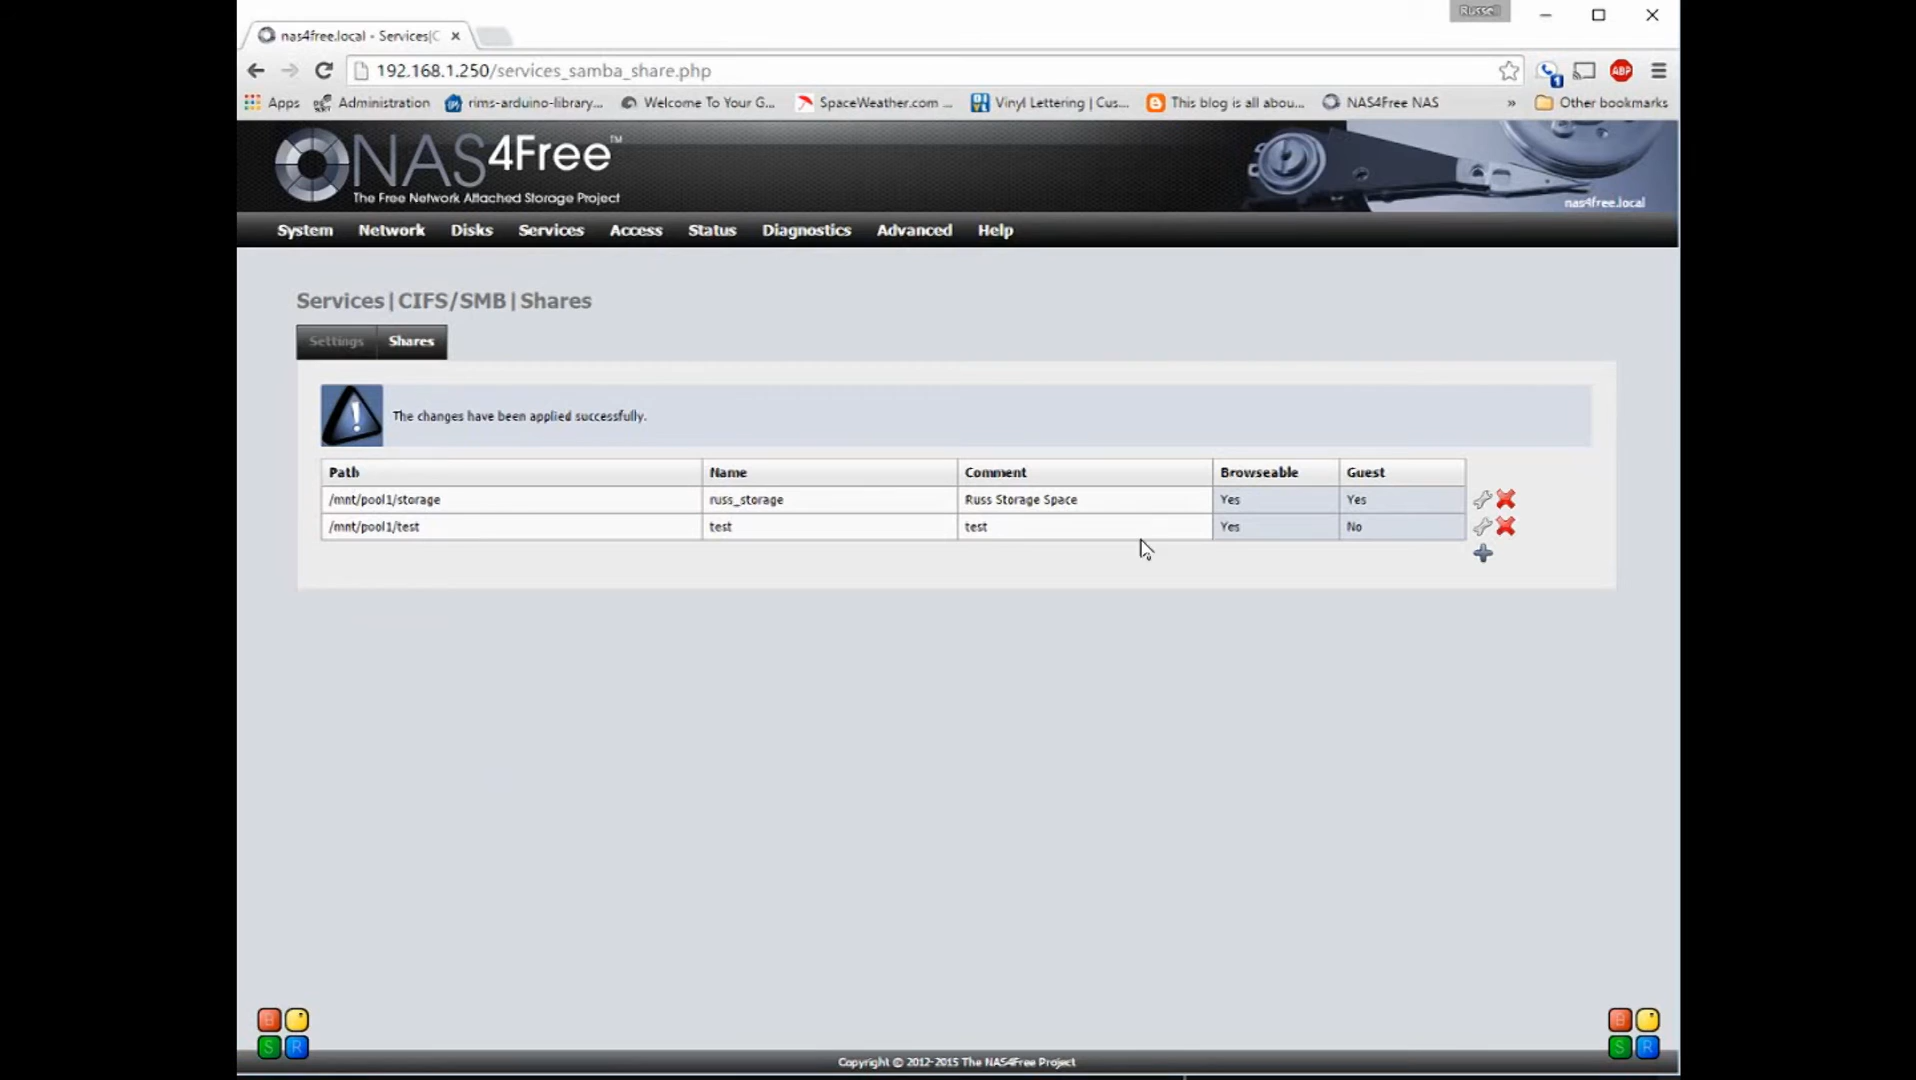 Russell
nas4free.local - Services|C
192.168.1.250/services_samba_share.php
Apps Administration rims-arduino-library... Welcome To Your G... SpaceWeather.com ... Vinyl Lettering | Cus... This blog is all abou... NAS4Free NAS » Other bookmarks
ABP
1
NAS4Free™
The Free Network Attached Storage Project
nas4free.local
System Network Disks Services Access Status Diagnostics Advanced Help
Services|CIFS/SMB|Shares
Settings Shares
The changes have been applied successfully.
Path Name Comment Browseable Guest
/mnt/pool1/storage russ_storage Russ Storage Space Yes Yes
/mnt/pool1/test test test Yes No
B ' B '
S R S R
Copyright © 2012-2015 The NAS4Free Project